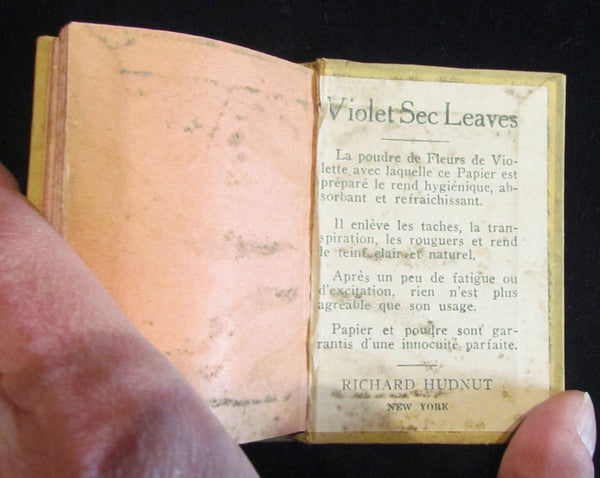 Violet Sec Leaves
La poudre de Fleurs de Vio-
lette avec laquelle ce Papier est
préparé le rend hygiénique, ab-
sorbant et refraichissant.
Il enlève les taches, la tran-
spiration, les rouguers et rend
le teint clair et naturel.
Après un peu de fatigue ou
d'excitation, rien n'est plus
agréable que son usage.
Papier et poudre sont gar-
rantis d'une innocuité parfaite.
RICHARD HUDNUT
NEW YORK